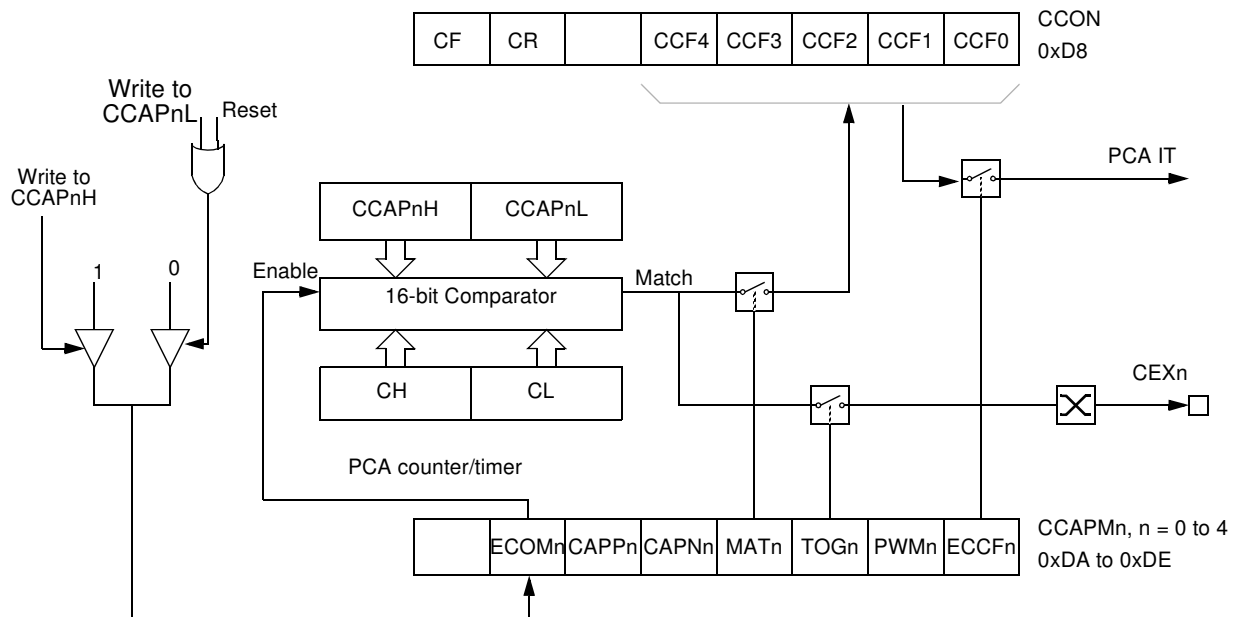 CF CR CCF4 CCF3 CCF2 CCF1 CCF0
CCON
0xD8
Write to
CCAPnL
Reset
PCA IT
Write to
CCAPnH
CCAPnH CCAPnL
1
0
Enable
16-bit Comparator
Match
CH CL
CEXn
PCA counter/timer
ECOMn CAPPn CAPNn MATn TOGn PWMn ECCFn
CCAPMn, n = 0 to 4
0xDA to 0xDE